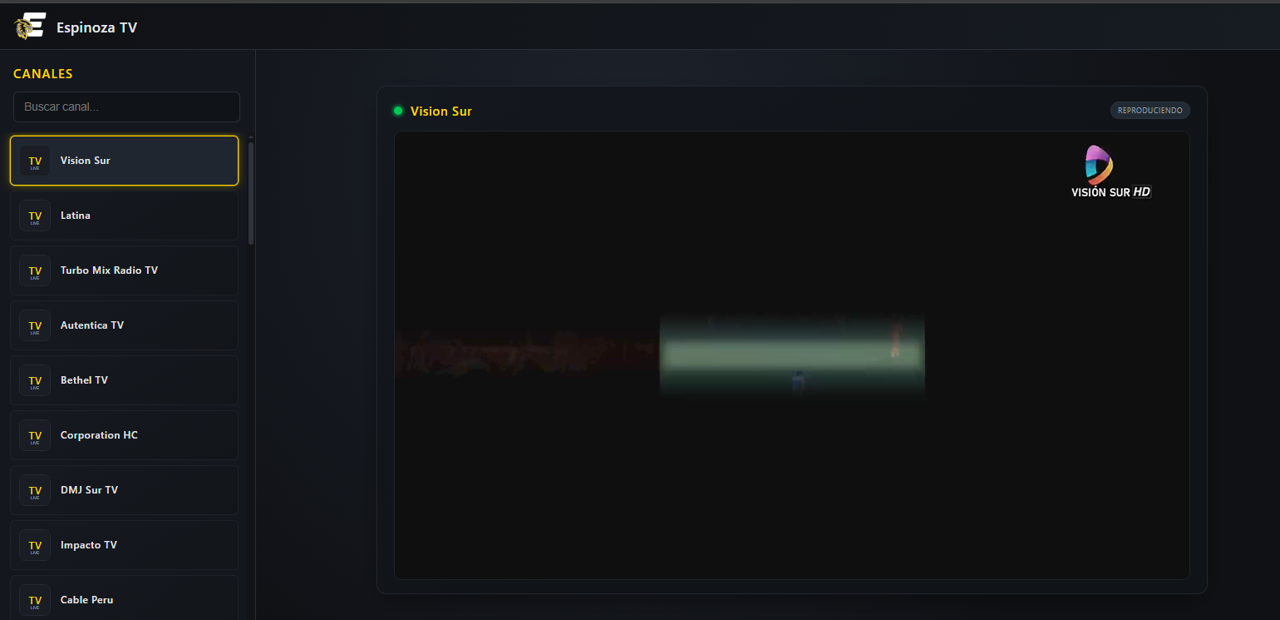 E
Espinoza TV
CANALES
Buscar canal...
TV
LIVE
Vision Sur
TV
LIVE
Latina
TV
LIVE
Turbo Mix Radio TV
TV
LIVE
Autentica TV
TV
LIVE
Bethel TV
TV
LIVE
Corporation HC
TV
LIVE
DMJ Sur TV
TV
LIVE
Impacto TV
TV
LIVE
Cable Peru
Vision Sur
REPRODUCIENDO
VISIÓN SUR HD